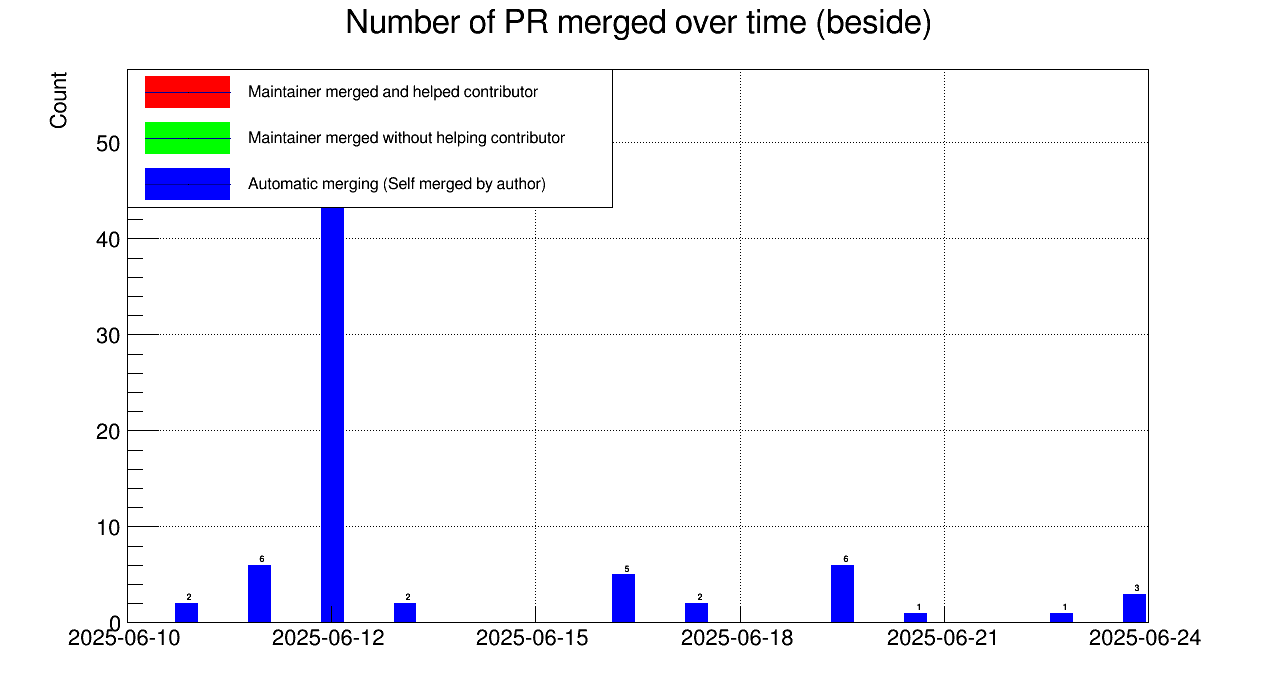 Number of PR merged over time (beside)
Count
Maintainer merged and helped contributor
Maintainer merged without helping contributor
Automatic merging (Self merged by author)
50
40
30
20
10
0
2 6 2 5 2 6 1 1 3
2025-06-10 2025-06-12 2025-06-15 2025-06-18 2025-06-21 2025-06-24